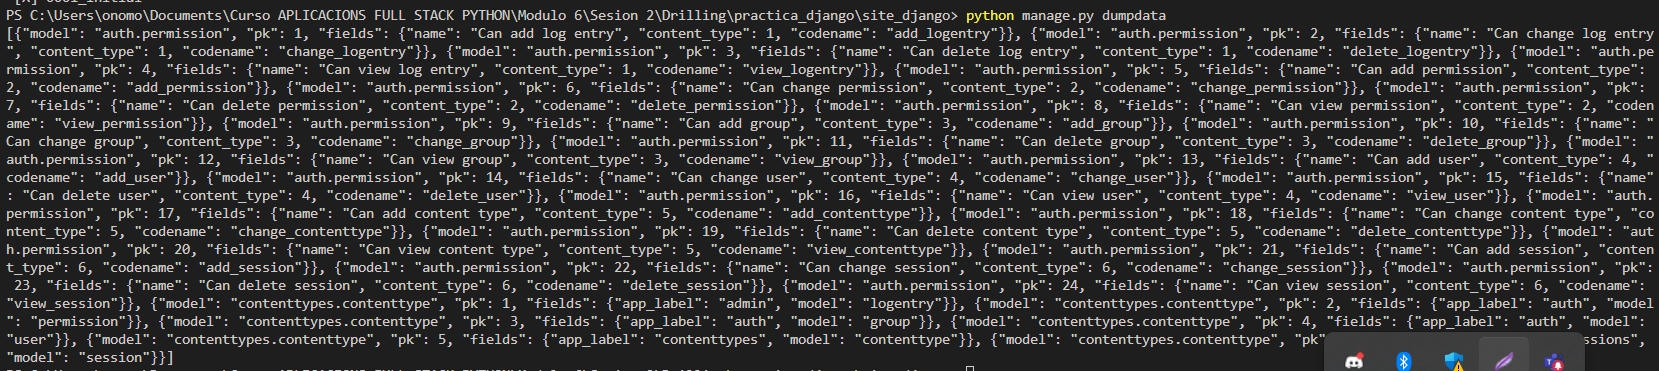 PS C:\Users\onomo\Documents\Curso APLICACIONS FULL STACK PYTHON\Modulo 6\Sesion 2\Drilling\practica_django\site_django> python manage.py dumpdata
[{"model": "auth.permission", "pk": 1, "fields": {"name": "Can add log entry", "content_type": 1, "codename": "add_logentry"}}, {"model": "auth.permission", "pk": 2, "fields": {"name": "Can change log entry
", "content_type": 1, "codename": "change_logentry"}}, {"model": "auth.permission", "pk": 3, "fields": {"name": "Can delete log entry", "content_type": 1, "codename": "delete_logentry"}}, {"model": "auth.pe
rmission", "pk": 4, "fields": {"name": "Can view log entry", "content_type": 1, "codename": "view_logentry"}}, {"model": "auth.permission", "pk": 5, "fields": {"name": "Can add permission", "content_type":
2, "codename": "add_permission"}}, {"model": "auth.permission", "pk": 6, "fields": {"name": "Can change permission", "content_type": 2, "codename": "change_permission"}}, {"model": "auth.permission", "pk":
7, "fields": {"name": "Can delete permission", "content_type": 2, "codename": "delete_permission"}}, {"model": "auth.permission", "pk": 8, "fields": {"name": "Can view permission", "content_type": 2, "coden
ame": "view_permission"}}, {"model": "auth.permission", "pk": 9, "fields": {"name": "Can add group", "content_type": 3, "codename": "add_group"}}, {"model": "auth.permission", "pk": 10, "fields": {"name": "
Can change group", "content_type": 3, "codename": "change_group"}}, {"model": "auth.permission", "pk": 11, "fields": {"name": "Can delete group", "content_type": 3, "codename": "delete_group"}}, {"model": "
auth.permission", "pk": 12, "fields": {"name": "Can view group", "content_type": 3, "codename": "view_group"}}, {"model": "auth.permission", "pk": 13, "fields": {"name": "Can add user", "content_type": 4, "
codename": "add_user"}}, {"model": "auth.permission", "pk": 14, "fields": {"name": "Can change user", "content_type": 4, "codename": "change_user"}}, {"model": "auth.permission", "pk": 15, "fields": {"name"
: "Can delete user", "content_type": 4, "codename": "delete_user"}}, {"model": "auth.permission", "pk": 16, "fields": {"name": "Can view user", "content_type": 4, "codename": "view_user"}}, {"model": "auth.
permission", "pk": 17, "fields": {"name": "Can add content type", "content_type": 5, "codename": "add_contenttype"}}, {"model": "auth.permission", "pk": 18, "fields": {"name": "Can change content type", "co
ntent_type": 5, "codename": "change_contenttype"}}, {"model": "auth.permission", "pk": 19, "fields": {"name": "Can delete content type", "content_type": 5, "codename": "delete_contenttype"}}, {"model": "aut
h.permission", "pk": 20, "fields": {"name": "Can view content type", "content_type": 5, "codename": "view_contenttype"}}, {"model": "auth.permission", "pk": 21, "fields": {"name": "Can add session", "conten
t_type": 6, "codename": "add_session"}}, {"model": "auth.permission", "pk": 22, "fields": {"name": "Can change session", "content_type": 6, "codename": "change_session"}}, {"model": "auth.permission", "pk":
23, "fields": {"name": "Can delete session", "content_type": 6, "codename": "delete_session"}}, {"model": "auth.permission", "pk": 24, "fields": {"name": "Can view session", "content_type": 6, "codename":
"view_session"}}, {"model": "contenttypes.contenttype", "pk": 1, "fields": {"app_label": "admin", "model": "logentry"}}, {"model": "contenttypes.contenttype", "pk": 2, "fields": {"app_label": "auth", "model
": "permission"}}, {"model": "contenttypes.contenttype", "pk": 3, "fields": {"app_label": "auth", "model": "group"}}, {"model": "contenttypes.contenttype", "pk": 4, "fields": {"app_label": "auth", "model": "
user"}}, {"model": "contenttypes.contenttype", "pk": 5, "fields": {"app_label": "contenttypes", "model": "contenttype"}}, {"model": "contenttypes.contenttype", "pk" ssions",
"model": "session"}}]